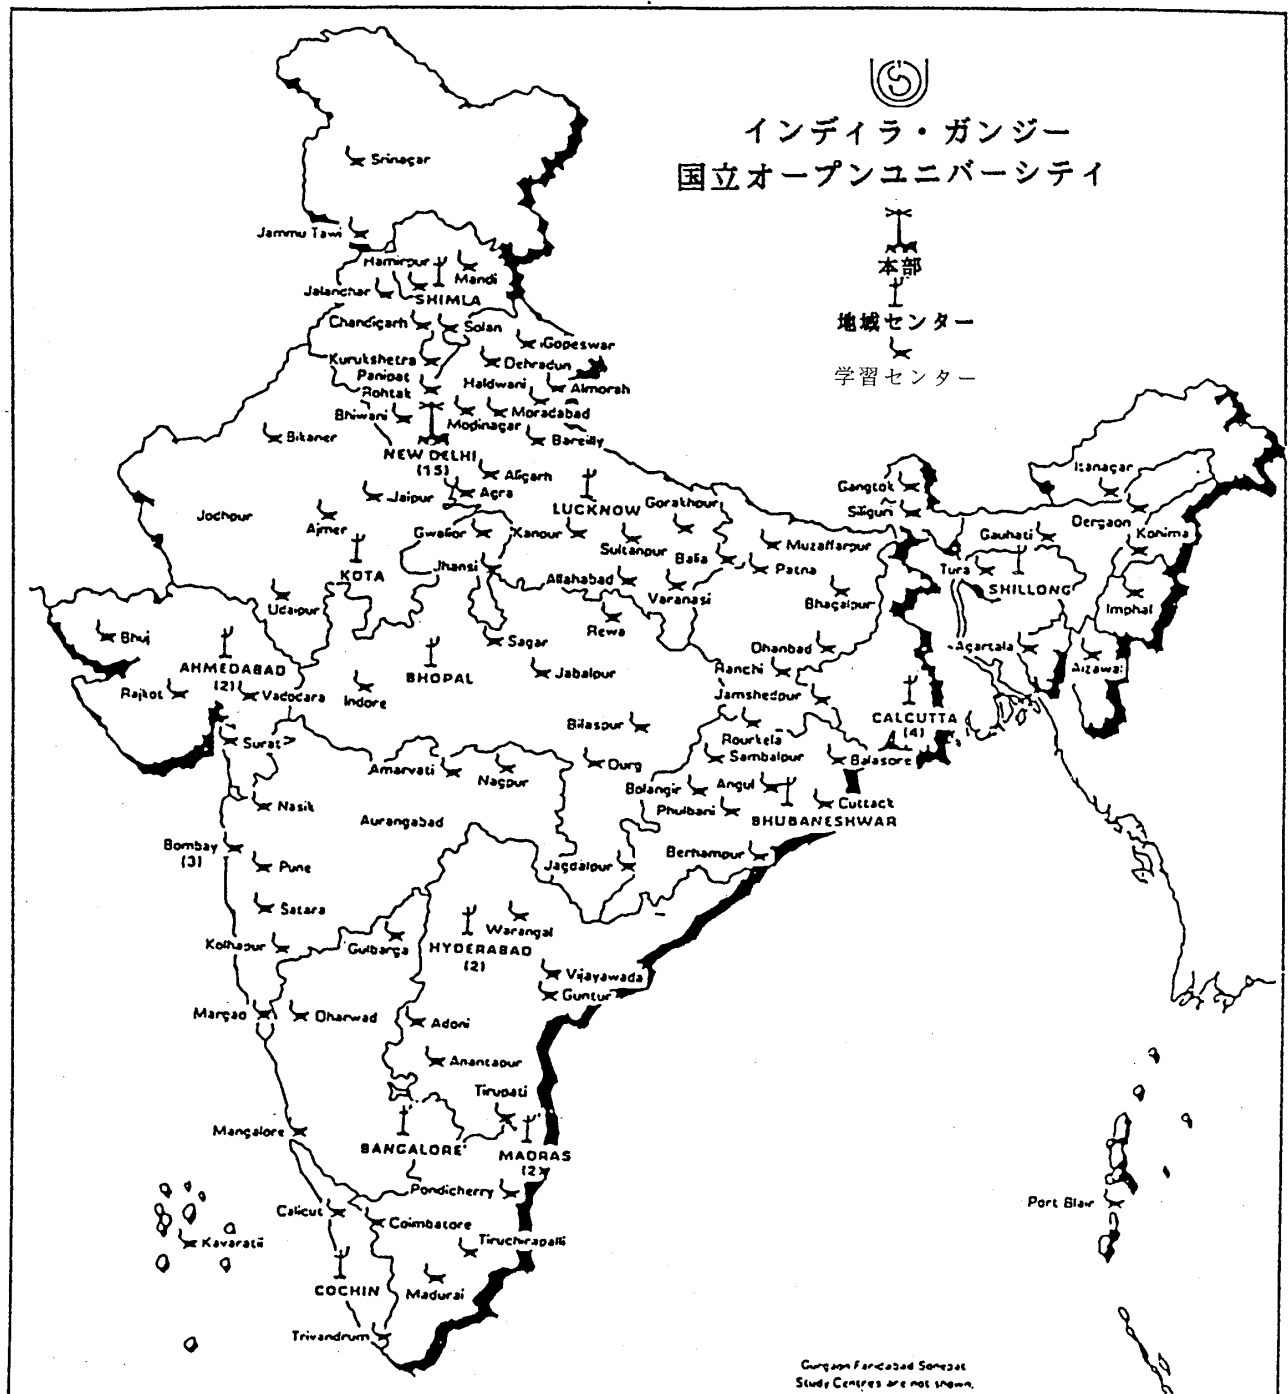 インディラ・ガンジー
国立オープンユニバーシティ
本部
地域センター
学習センター
Srinagar
Jammu Tawi
Hamirpur
Mandi
Jalandhar
SHIMLA
Chandigarh
Solan
Gopeswar
Kurukshetra
Dehradun
Panipat
Haldwani
Almorah
Rohtak
Bhiwani
Modinagar
Moradabad
Bikaner
Bareilly
NEW DELHI
(15)
Aligarh
Jaipur
Agra
LUCKNOW
Gorakhpur
Gangtok
Itanagar
Jodhpur
Ajmer
Siliguri
Dergaon
Gwalior
Kanpur
Sultanpur
Muzaffarpur
Gauhati
Kohima
KOTA
Jhansi
Balia
Patna
Tura
Allahabad
Varanasi
SHILLONG
Udaipur
Bhagalpur
Imphal
Rewa
Bhuj
Sagar
Dhanbad
Agartala
AHMEDABAD
(2)
BHOPAL
Jabalpur
Ranchi
Aizawal
Rajkot
Vadodara
Indore
Jamshedpur
CALCUTTA
(4)
Bilaspur
Rourkela
Surat
Amarvati
Nagpur
Durg
Sambalpur
Balasore
Bolangir
Angul
Nasik
Phulbani
Cuttack
Aurangabad
BHUBANESHWAR
Bombay
(3)
Pune
Jagdalpur
Berhampur
Satara
Kolhapur
Gulbarga
Warangal
HYDERABAD
(2)
Vijayawada
Guntur
Margao
Dharwad
Adoni
Anantapur
Tirupati
Mangalore
BANGALORE
MADRAS
(2)
Pondicherry
Port Blair
Calicut
Coimbatore
Kavaratii
Tiruchirapalli
COCHIN
Madurai
Trivandrum
Gurgaon Faridabad Sonepat
Study Centres are not shown.